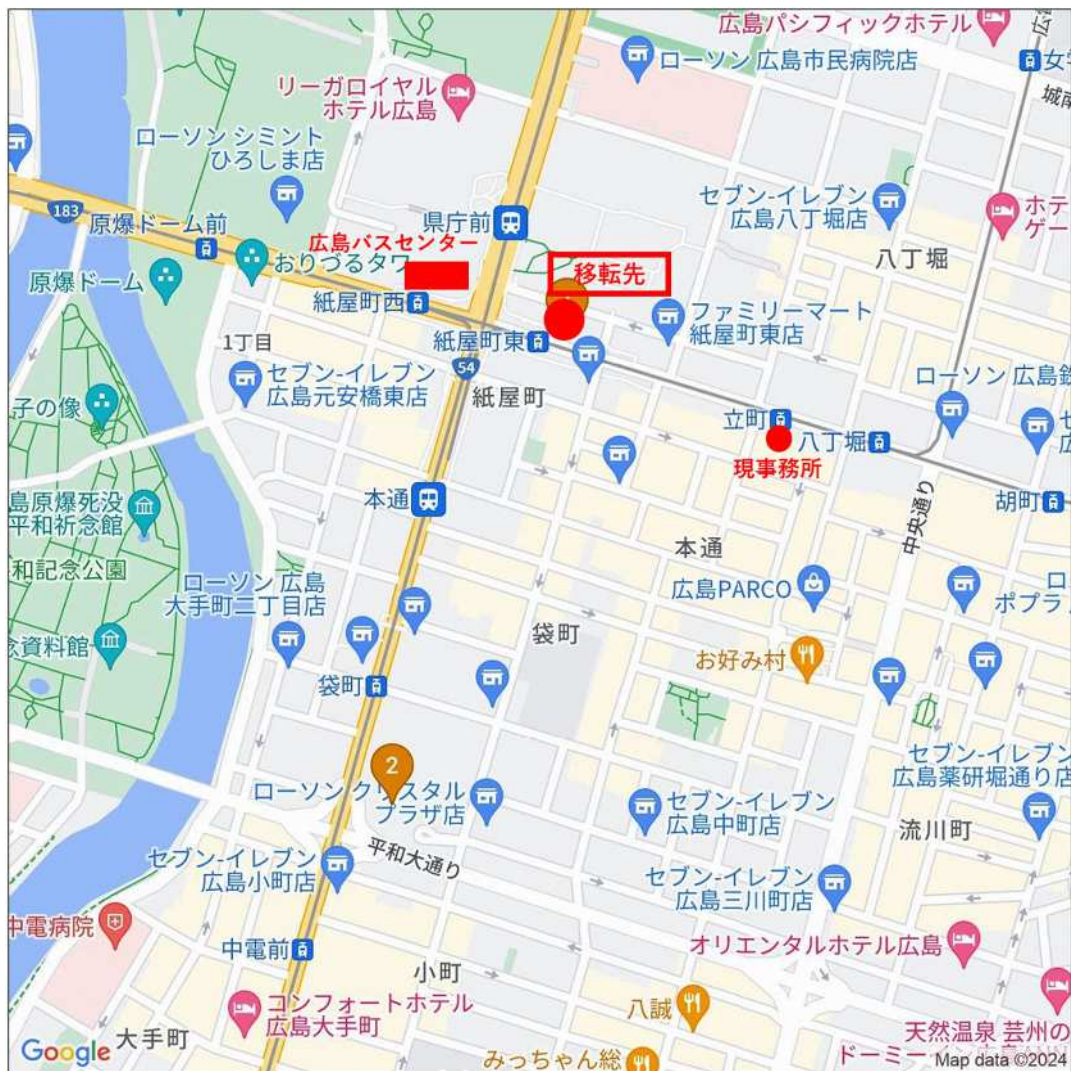 広島パシフィックホテル
ローソン 広島市民病院店
女学
城南
リーガロイヤル
ホテル広島
ローソン シミント
ひろしま店
セブン-イレブン
広島八丁堀店
183
原爆ドーム前
県庁前
ホテ
ゲー
八丁堀
広島バスセンター
おりづるタワ
移転先
原爆ドーム
紙屋町西
ファミリーマート
紙屋町東店
1丁目
紙屋町東
54
セブン-イレブン
広島元安橋東店
紙屋町
ローソン 広島鉄
立町
八丁堀
セ
広
子の像
現事務所
中央通り
胡町
島原爆死没
平和祈念館
本通
本通
和記念公園
ローソン 広島
大手町二丁目店
広島PARCO
ロ
ポプラ
念資料館
袋町
お好み村
袋町
2
セブン-イレブン
広島薬研堀通り店
ローソン クリスタル
プラザ店
セブン-イレブン
広島中町店
流川町
平和大通り
セブン-イレブン
広島小町店
セブン-イレブン
広島三川町店
中電病院
中電前
オリエンタルホテル広島
小町
コンフォートホテル
広島大手町
八誠
大手町
天然温泉 芸州の
ドーミー
みっちゃん総
Google
Map data ©2024